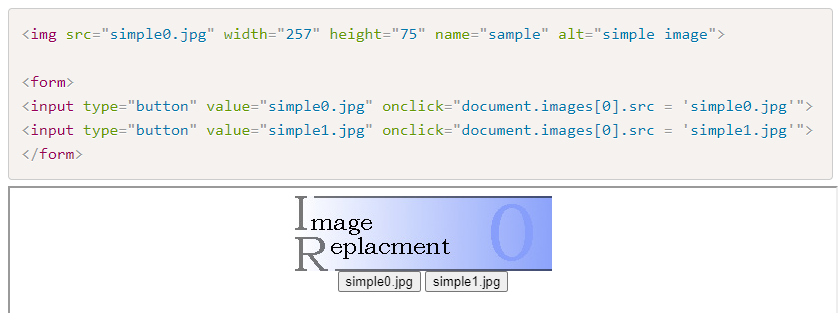 <img src="simple0.jpg" width="257" height="75" name="sample" alt="simple image">
<form>
<input type="button" value="simple0.jpg" onclick="document.images[0].src = 'simple0.jpg'">
<input type="button" value="simple1.jpg" onclick="document.images[0].src = 'simple1.jpg'">
</form>
Image 0
Replacment
simple0.jpg simple1.jpg